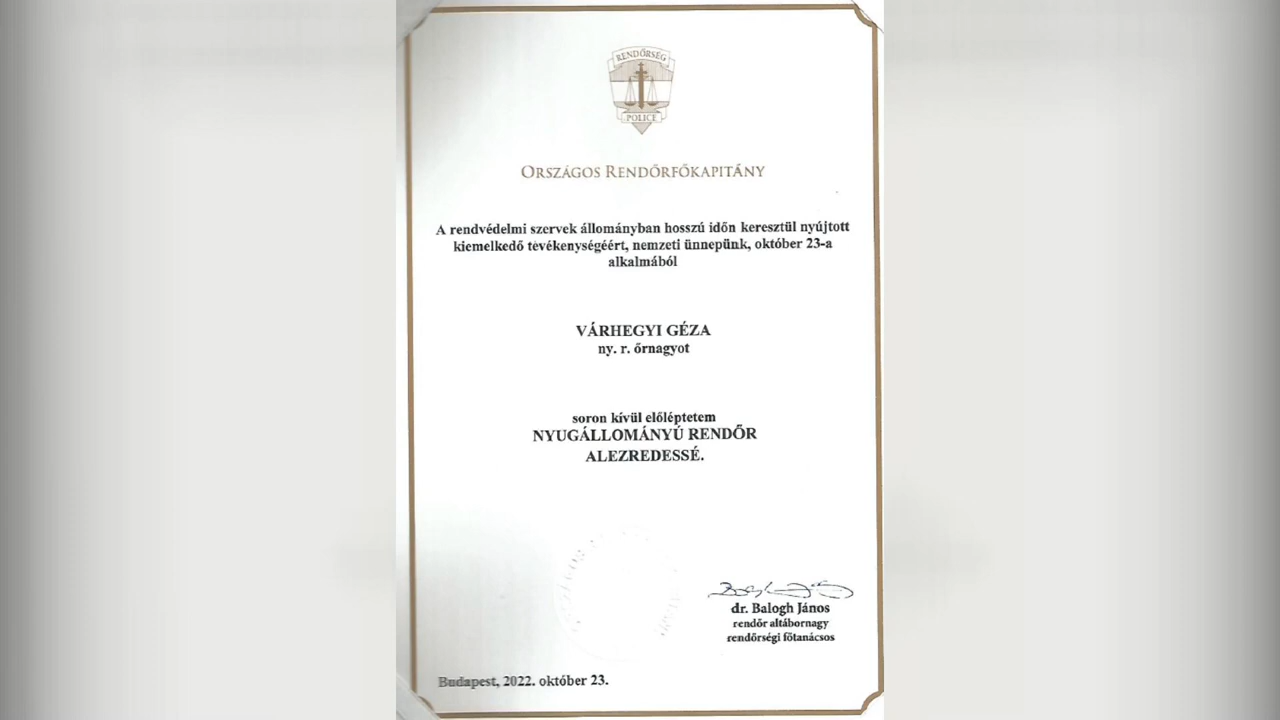 RENDŐRSÉG
POLICE
ORSZÁGOS RENDŐRFŐKAPITÁNY
A rendvédelmi szervek állományban hosszú időn keresztül nyújtott
kiemelkedő tevékenységéért, nemzeti ünnepünk, október 23-a
alkalmából
VÁRHEGYI GÉZA
ny. r. őrnagyot
soron kívül előléptetem
NYUGÁLLOMÁNYÚ RENDŐR
ALEZREDESSÉ.
dr. Balogh János
rendőr altábornagy
rendőrségi főtanácsos
Budapest, 2022. október 23.